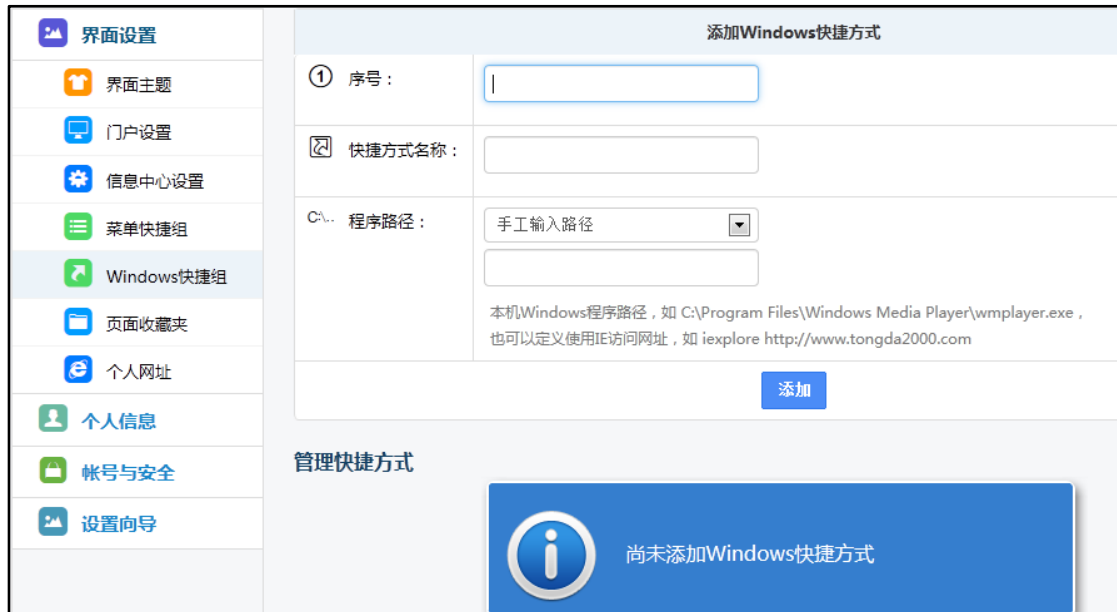 界面设置
界面主题
门户设置
信息中心设置
菜单快捷组
Windows快捷组
页面收藏夹
个人网址
个人信息
帐号与安全
设置向导
添加Windows快捷方式
① 序号：
快捷方式名称：
C:\.. 程序路径：
手工输入路径
本机Windows程序路径，如 C:\Program Files\Windows Media Player\wmplayer.exe，
也可以定义使用IE访问网址，如 iexplore http://www.tongda2000.com
添加
管理快捷方式
尚未添加Windows快捷方式